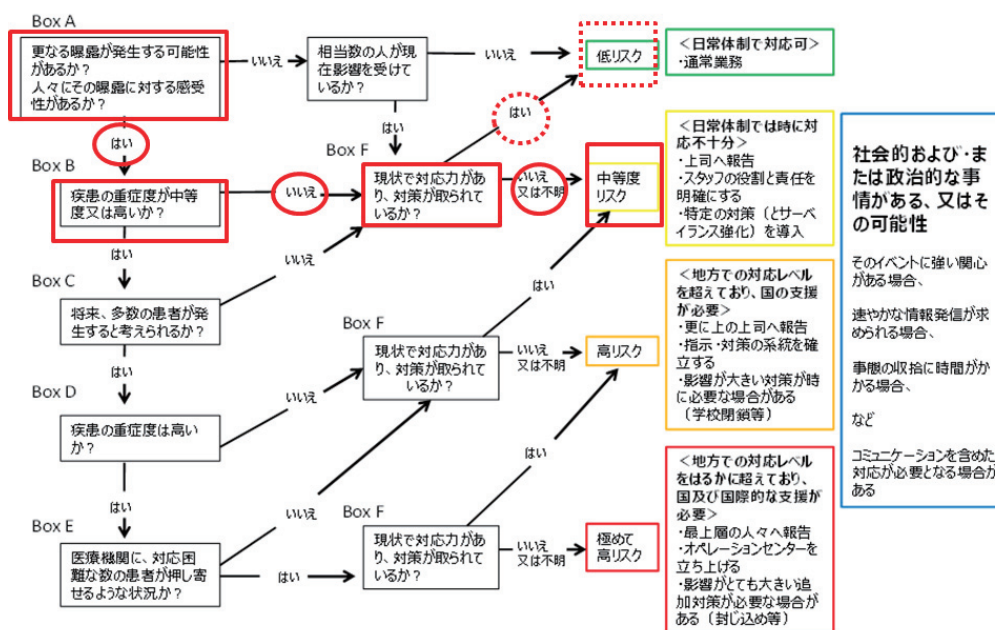 Box A
更なる曝露が発生する可能性
があるか?
人々にその曝露に対する感受
性があるか?
いいえ
相当数の人が現
在影響を受けて
いるか?
いいえ
低リスク
<日常体制で対応可>
・通常業務
はい
はい
はい
Box B
疾患の重症度が中等
度又は高いか?
いいえ
Box F
現状で対応力があ
り、対策が取られて
いるか?
いいえ
又は不明
中等度
リスク
<日常体制では時に対
応不十分>
・上司へ報告
・スタッフの役割と責任を
明確にする
・特定の対策(とサーベ
イランス強化)を導入
はい
いいえ
Box C
将来、多数の患者が発
生すると考えられるか?
はい
はい
Box D
疾患の重症度は高い
か?
いいえ
Box F
現状で対応力があ
り、対策が取られて
いるか?
いいえ
又は不明
高リスク
<地方での対応レベル
を超えており、国の支援
が必要>
・更に上の上司へ報告
・指示・対策の系統を確
立する
・影響が大きい対策が時
に必要な場合がある
(学校閉鎖等)
はい
はい
Box E
医療機関に、対応困
難な数の患者が押し寄
せるような状況か?
いいえ
はい
Box F
現状で対応力があ
り、対策が取られて
いるか?
いいえ
又は不明
極めて
高リスク
<地方での対応レベル
をはるかに超えており、
国及び国際的な支援が
必要>
・最上層の人々へ報告
・オペレーションセンターを
立ち上げる
・影響がとても大きい追
加対策が必要な場合が
ある(封じ込め等)
社会的および・ま
たは政治的な事
情がある、又はそ
の可能性
そのイベントに強い関心
がある場合、
速やかな情報発信が求
められる場合、
事態の収拾に時間がか
かる場合、
など
コミュニケーションを含めた
対応が必要となる場合が
ある